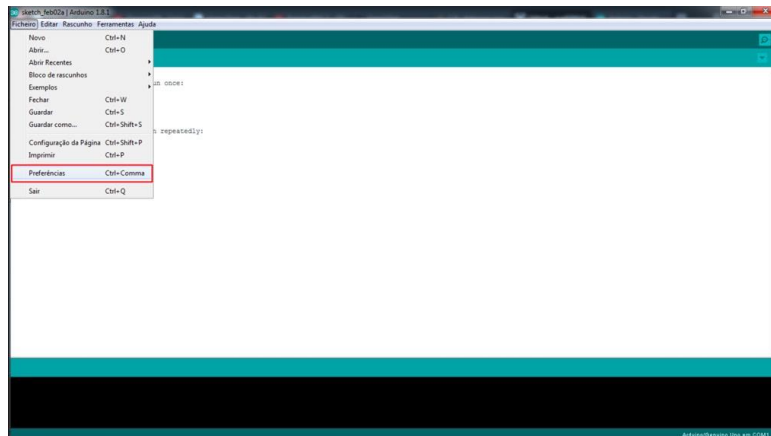 sketch_feb02a | Arduino 1.8.1
Ficheiro Editar Rascunho Ferramentas Ajuda
Novo Ctrl+N
Abrir... Ctrl+O
Abrir Recentes
Bloco de rascunhos
Exemplos
Fechar Ctrl+W
Guardar Ctrl+S
Guardar como... Ctrl+Shift+S
Configuração da Página Ctrl+Shift+P
Imprimir Ctrl+P
Preferências Ctrl+Comma
Sair Ctrl+Q
un once:
repeatedly:
Arduino/Genuino Uno em COM1